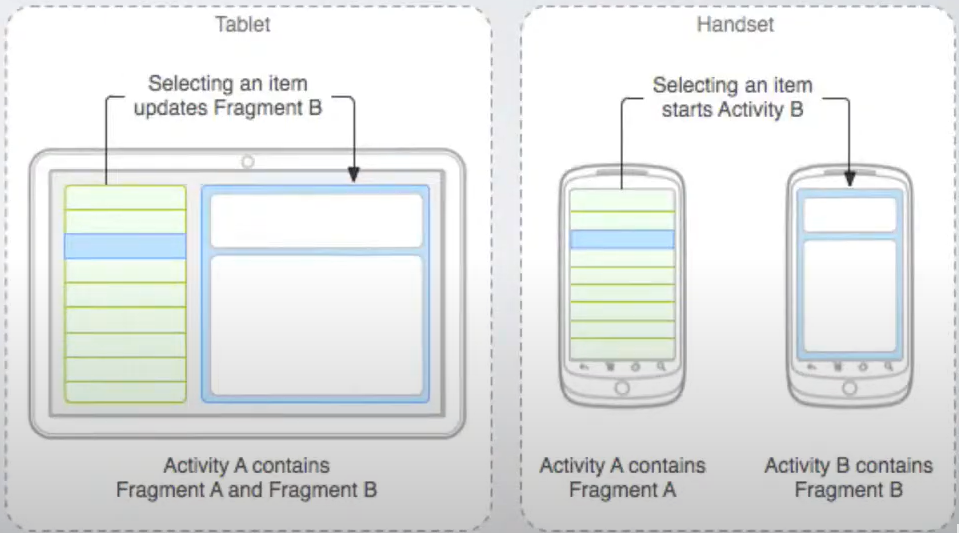 Tablet
Selecting an item
updates Fragment B
Activity A contains
Fragment A and Fragment B
Handset
Selecting an item
starts Activity B
Activity A contains
Fragment A
Activity B contains
Fragment B